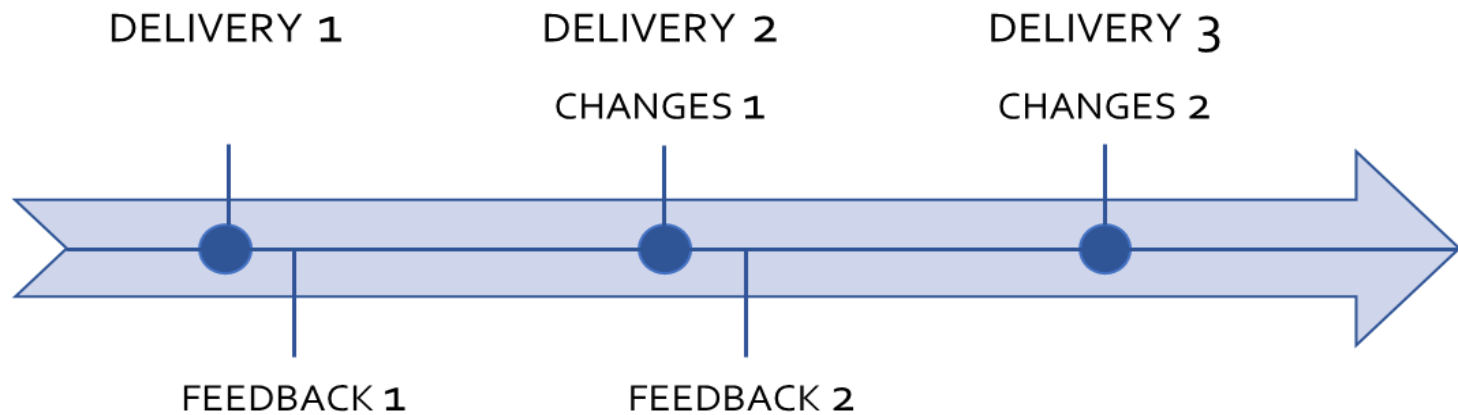 DELIVERY 1
DELIVERY 2
DELIVERY 3
CHANGES 1
CHANGES 2
FEEDBACK 1
FEEDBACK 2